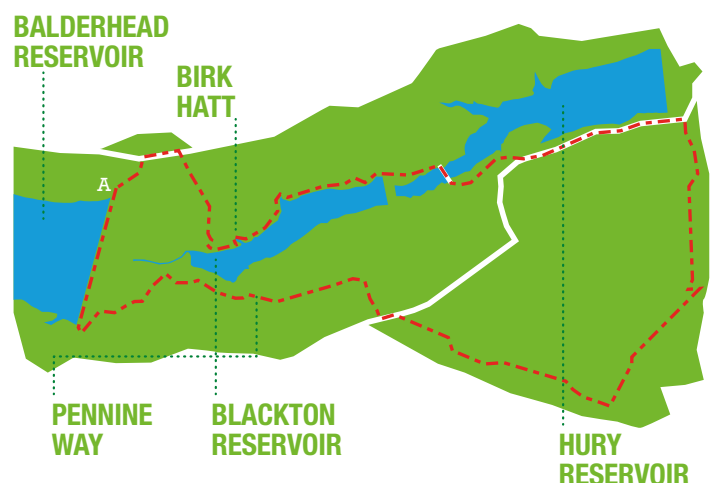 BALDERHEAD
RESERVOIR
BIRK
HATT
A
PENNINE
WAY
BLACKTON
RESERVOIR
HURY
RESERVOIR